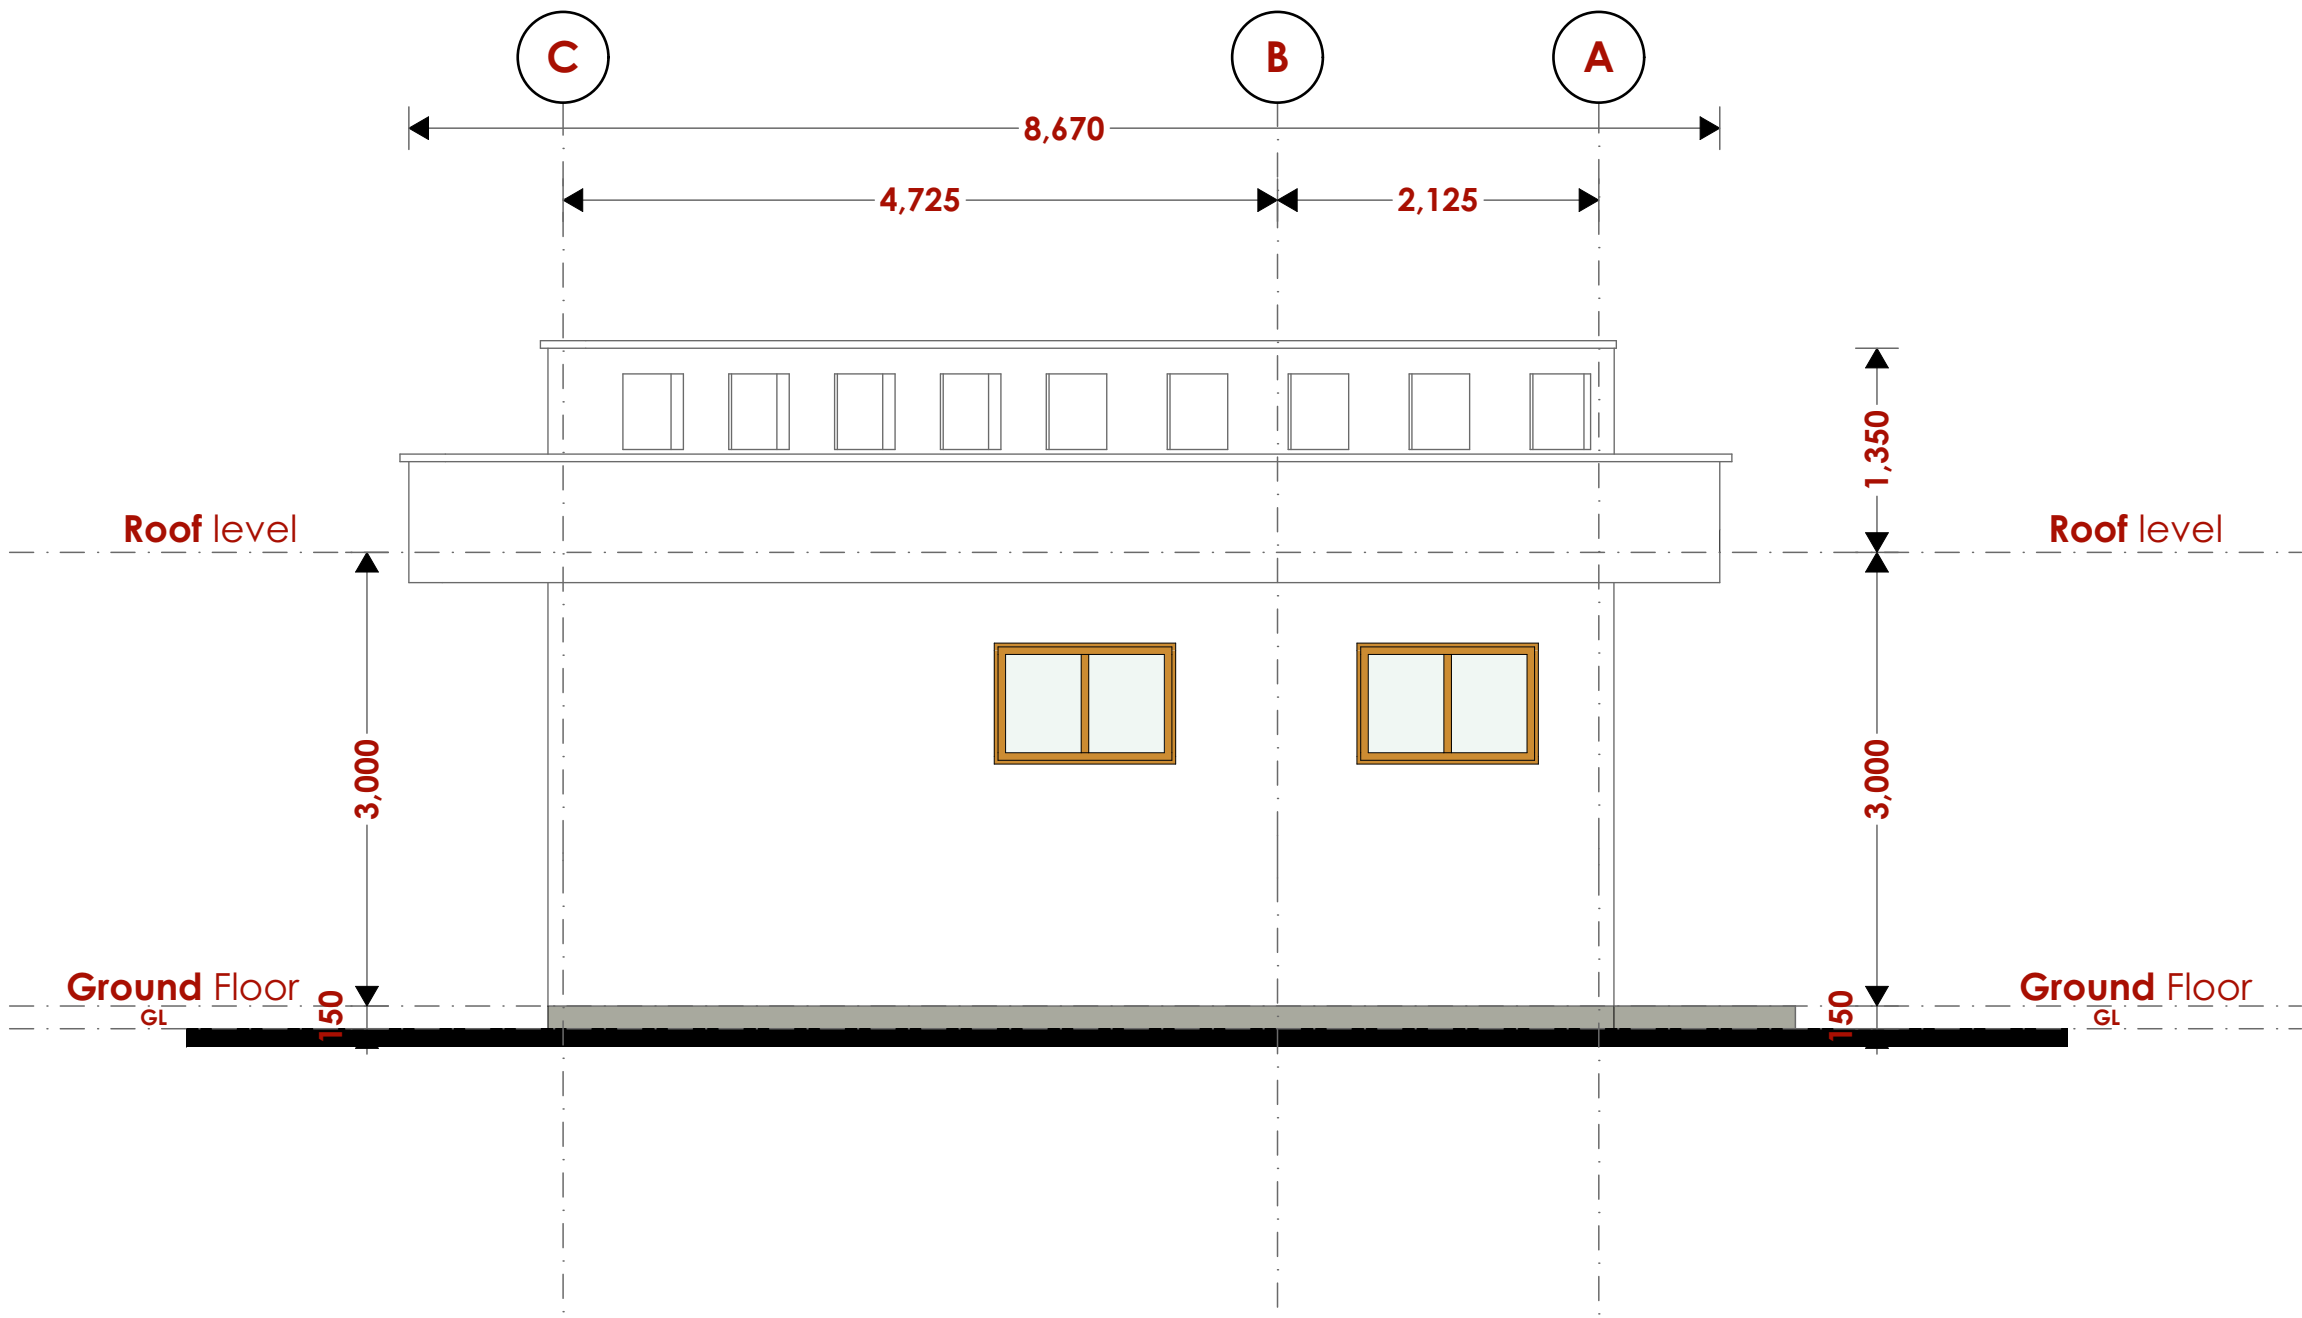 C B A
8,670
4,725 2,125
1,350
Roof level Roof level
3,000 3,000
Ground Floor Ground Floor
150 150
GL GL